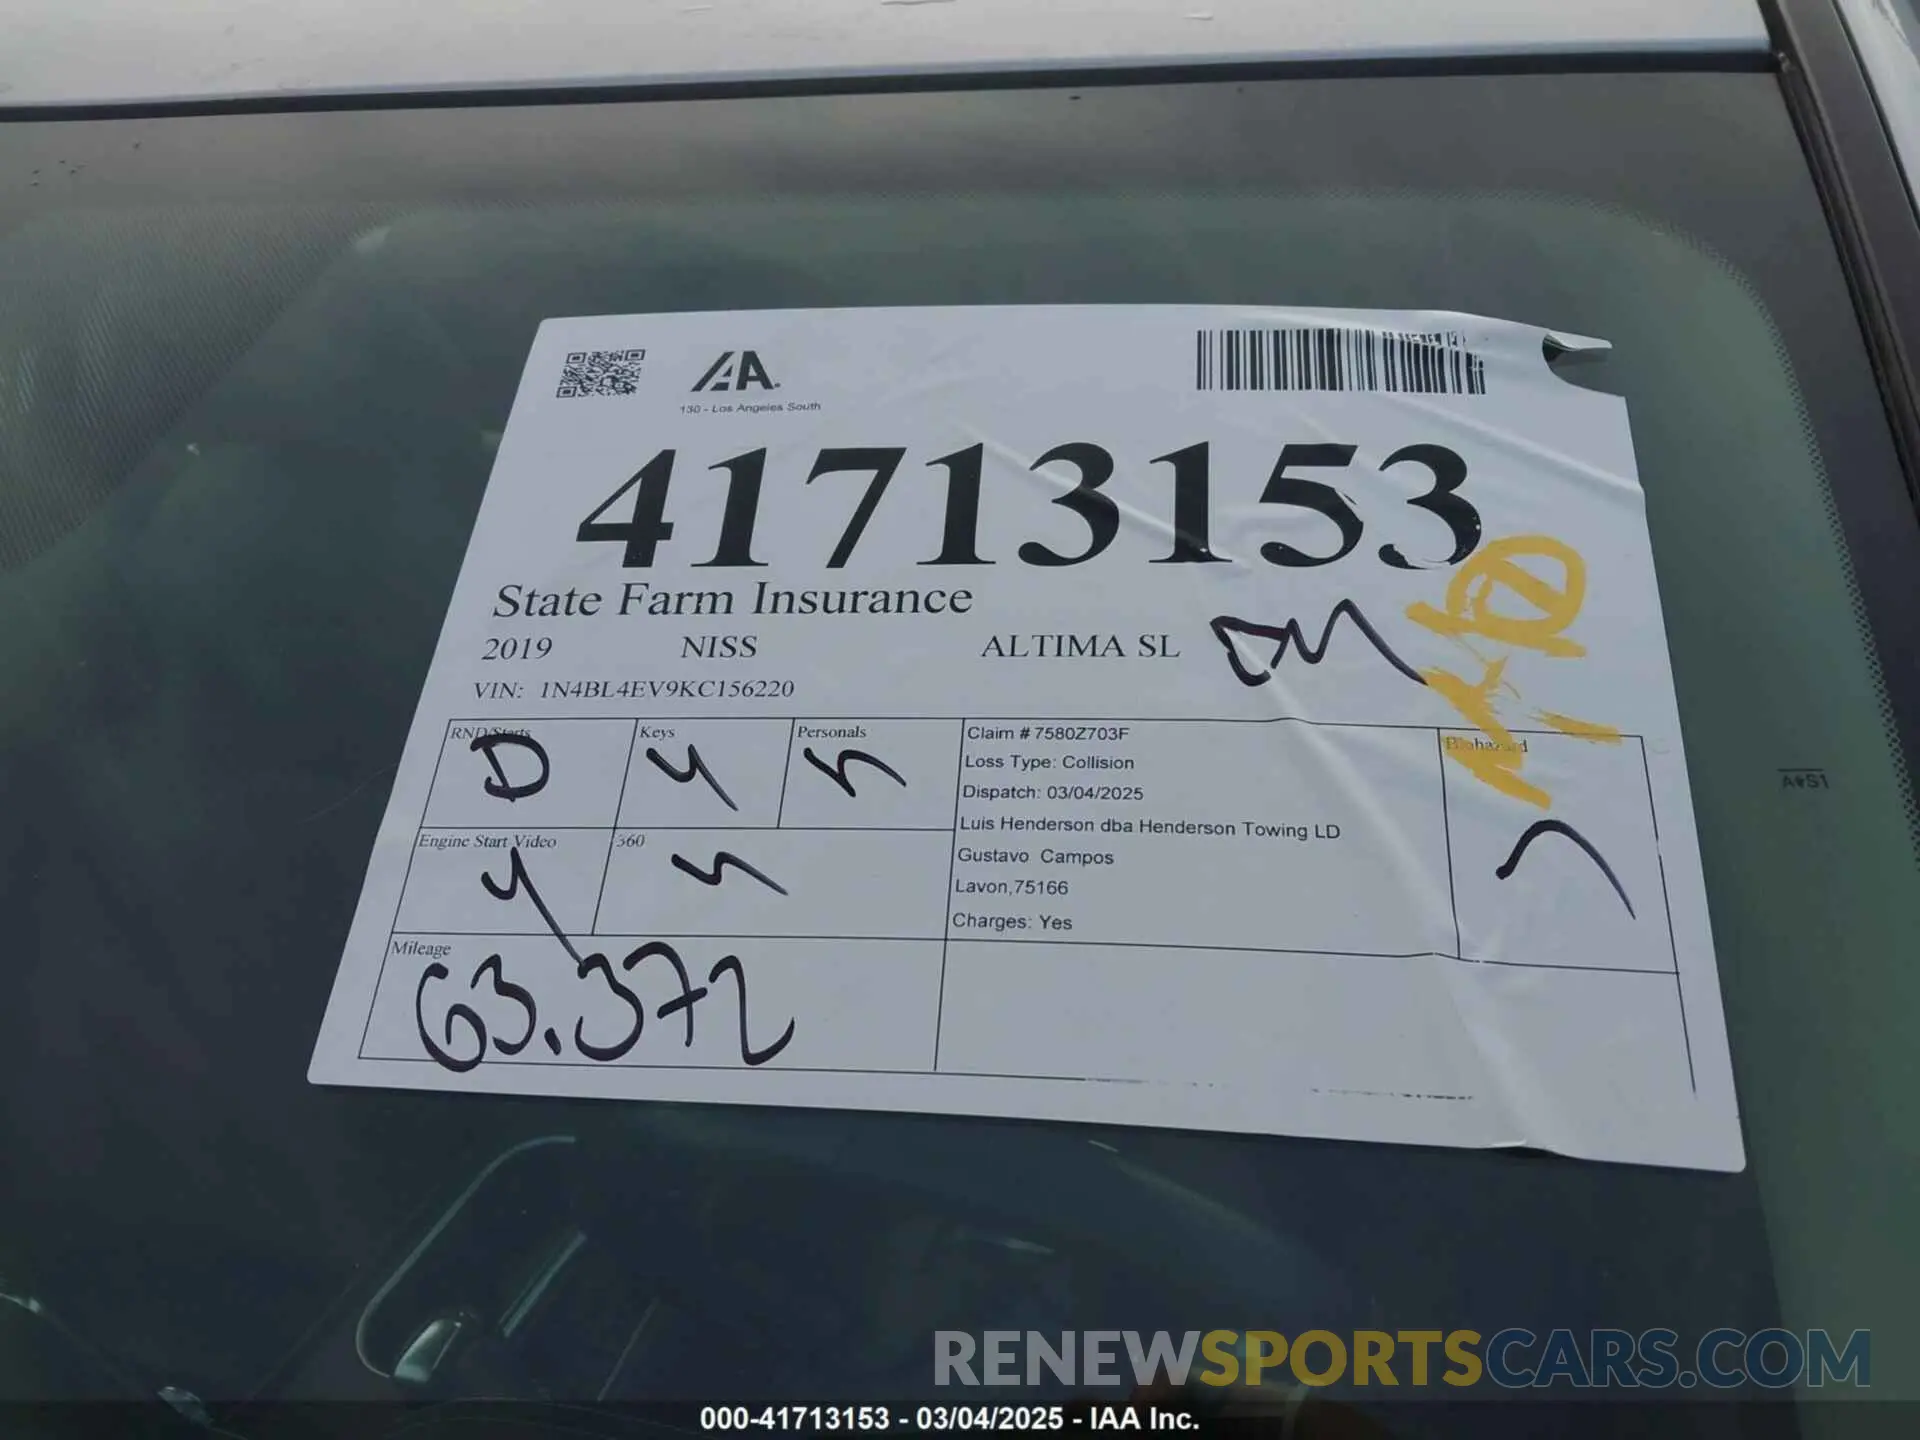 IAA.
130 - Los Angeles South
41713153
State Farm Insurance
2019 NISS ALTIMA SL
VIN: 1N4BL4EV9KC156220
RND/Starts Keys Personals
D Y
Claim # 7580Z703F
Loss Type: Collision
Dispatch: 03/04/2025
Luis Henderson dba Henderson Towing LD
Gustavo Campos
Lavon,75166
Charges: Yes
Biohazard
Engine Start Video 360
Y
Mileage
63.372
RENEWSPORTSCARS.COM
000-41713153 - 03/04/2025 - IAA Inc.